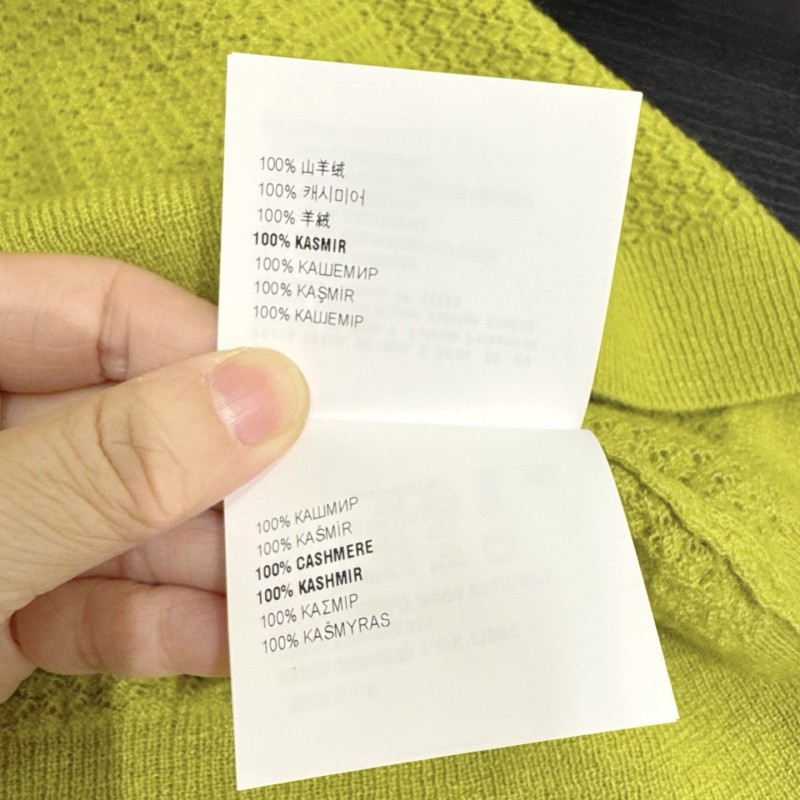 100% 山羊绒
100% 캐시미어
100% 羊絨
100% KASMIR
100% КАШЕМИР
100% KAŞMİR
100% КАШЕМІР
100% КАШМИР
100% KAŠMÍR
100% CASHMERE
100% KASHMIR
100% ΚΑΣΜΙΡ
100% KAŠMYRAS